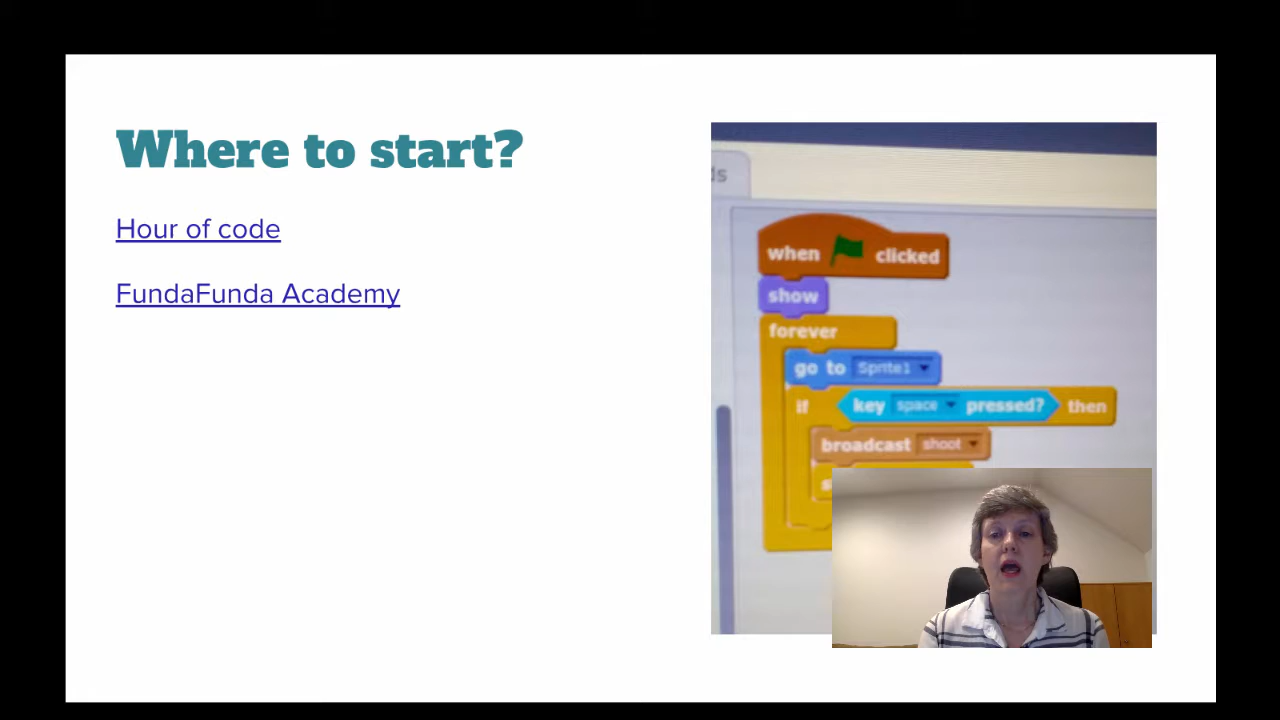 Where to start?
Hour of code
FundaFunda Academy
when clicked
show
forever
go to Sprite1
if key space pressed? then
broadcast shoot